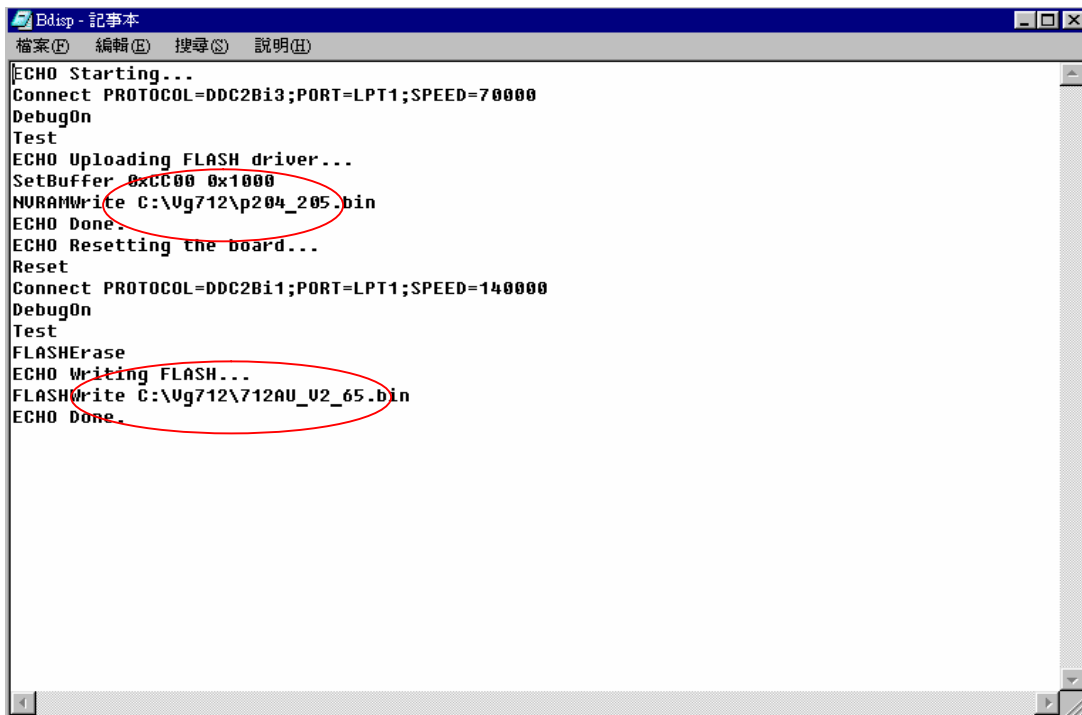 Bdisp - 記事本
檔案(F) 編輯(E) 搜尋(S) 說明(H)
ECHO Starting...
Connect PROTOCOL=DDC2Bi3;PORT=LPT1;SPEED=70000
DebugOn
Test
ECHO Uploading FLASH driver...
SetBuffer 0xCC00 0x1000
NVRAMWrite C:\Vg712\p204_205.bin
ECHO Done.
ECHO Resetting the board...
Reset
Connect PROTOCOL=DDC2Bi1;PORT=LPT1;SPEED=140000
DebugOn
Test
FLASHErase
ECHO Writing FLASH...
FLASHWrite C:\Vg712\712AU_V2_65.bin
ECHO Done.